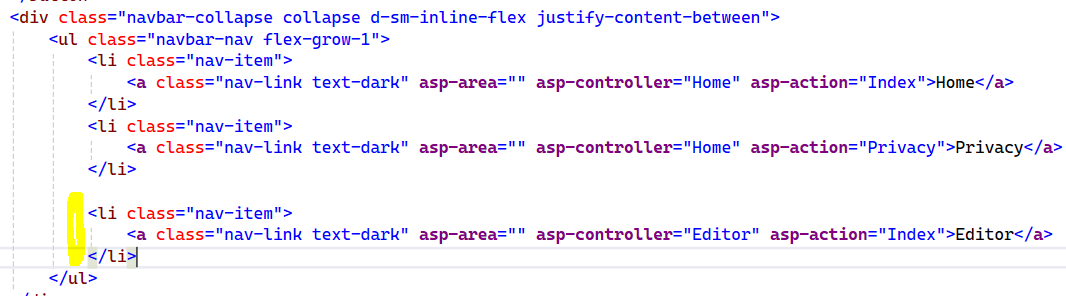 <div class="navbar-collapse collapse d-sm-inline-flex justify-content-between">
<ul class="navbar-nav flex-grow-1">
<li class="nav-item">
<a class="nav-link text-dark" asp-area="" asp-controller="Home" asp-action="Index">Home</a>
</li>
<li class="nav-item">
<a class="nav-link text-dark" asp-area="" asp-controller="Home" asp-action="Privacy">Privacy</a>
</li>
<li class="nav-item">
<a class="nav-link text-dark" asp-area="" asp-controller="Editor" asp-action="Index">Editor</a>
</li>
</ul>